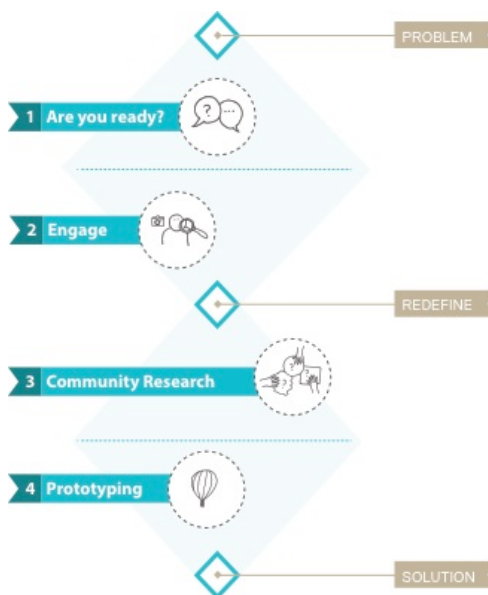 PROBLEM
1 Are you ready?
2 Engage
REDEFINE
3 Community Research
4 Prototyping
SOLUTION